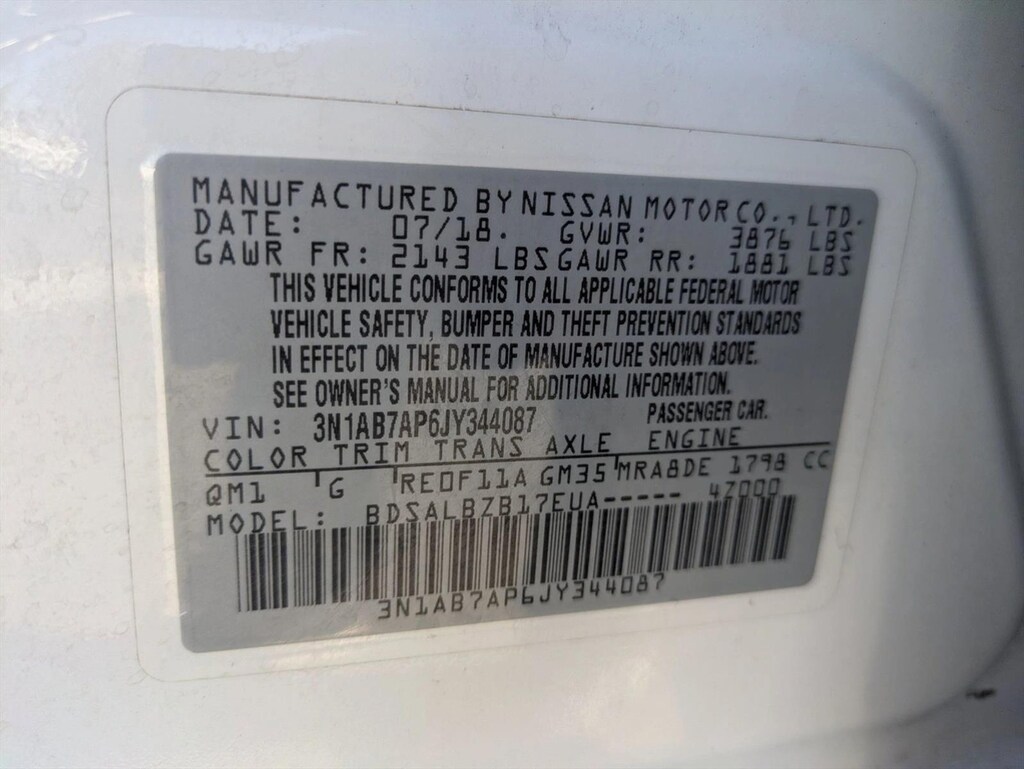 MANUFACTURED BY NISSAN MOTOR CO., LTD.
DATE: 07/18. GVWR: 3876 LBS
GAWR FR: 2143 LBS GAWR RR: 1881 LBS
THIS VEHICLE CONFORMS TO ALL APPLICABLE FEDERAL MOTOR
VEHICLE SAFETY, BUMPER AND THEFT PREVENTION STANDARDS
IN EFFECT ON THE DATE OF MANUFACTURE SHOWN ABOVE.
SEE OWNER'S MANUAL FOR ADDITIONAL INFORMATION.
VIN: 3N1AB7AP6JY344087 PASSENGER CAR.
COLOR TRIM TRANS AXLE ENGINE
QM1 G RE0F11A GM35 MRA8DE 1798 CC
MODEL: BDSALBZB17EUA----- 4Z000
3N1AB7AP6JY344087